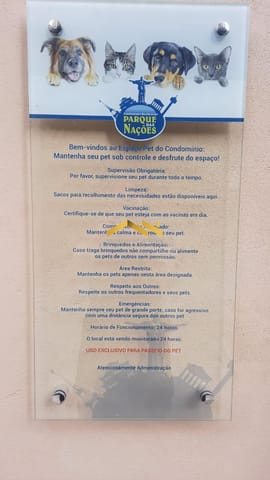 PARQUE
DAS
NAÇÕES
Bem-vindos ao Espaço Pet do Condomínio:
Mantenha seu pet sob controle e desfrute do espaço!
Supervisão Obrigatória:
Por favor, supervisione seu pet durante todo o tempo.
Limpeza:
Sacos para recolhimento das necessidades estão disponíveis aqui.
Vacinação:
Certifique-se de que seu pet esteja com as vacinas em dia.
Mantenha a calma e seu pet.
Brinquedos e Alimentação:
Caso traga brinquedos não compartilhe ou alimente
os pets de outros sem permissão.
Área Restrita:
Mantenha os pets apenas nesta área designada.
Respeito aos Outros:
Respeite os outros frequentadores e seus pets.
Emergências:
Mantenha sempre seu pet de grande porte, caso for agressivo
com uma distância segura dos outros pet
Horário de Funcionamento: 24 horas
O local está sendo monitorado 24 horas
USO EXCLUSIVO PARA PASSEIO DO PET
Atenciosamente Administração